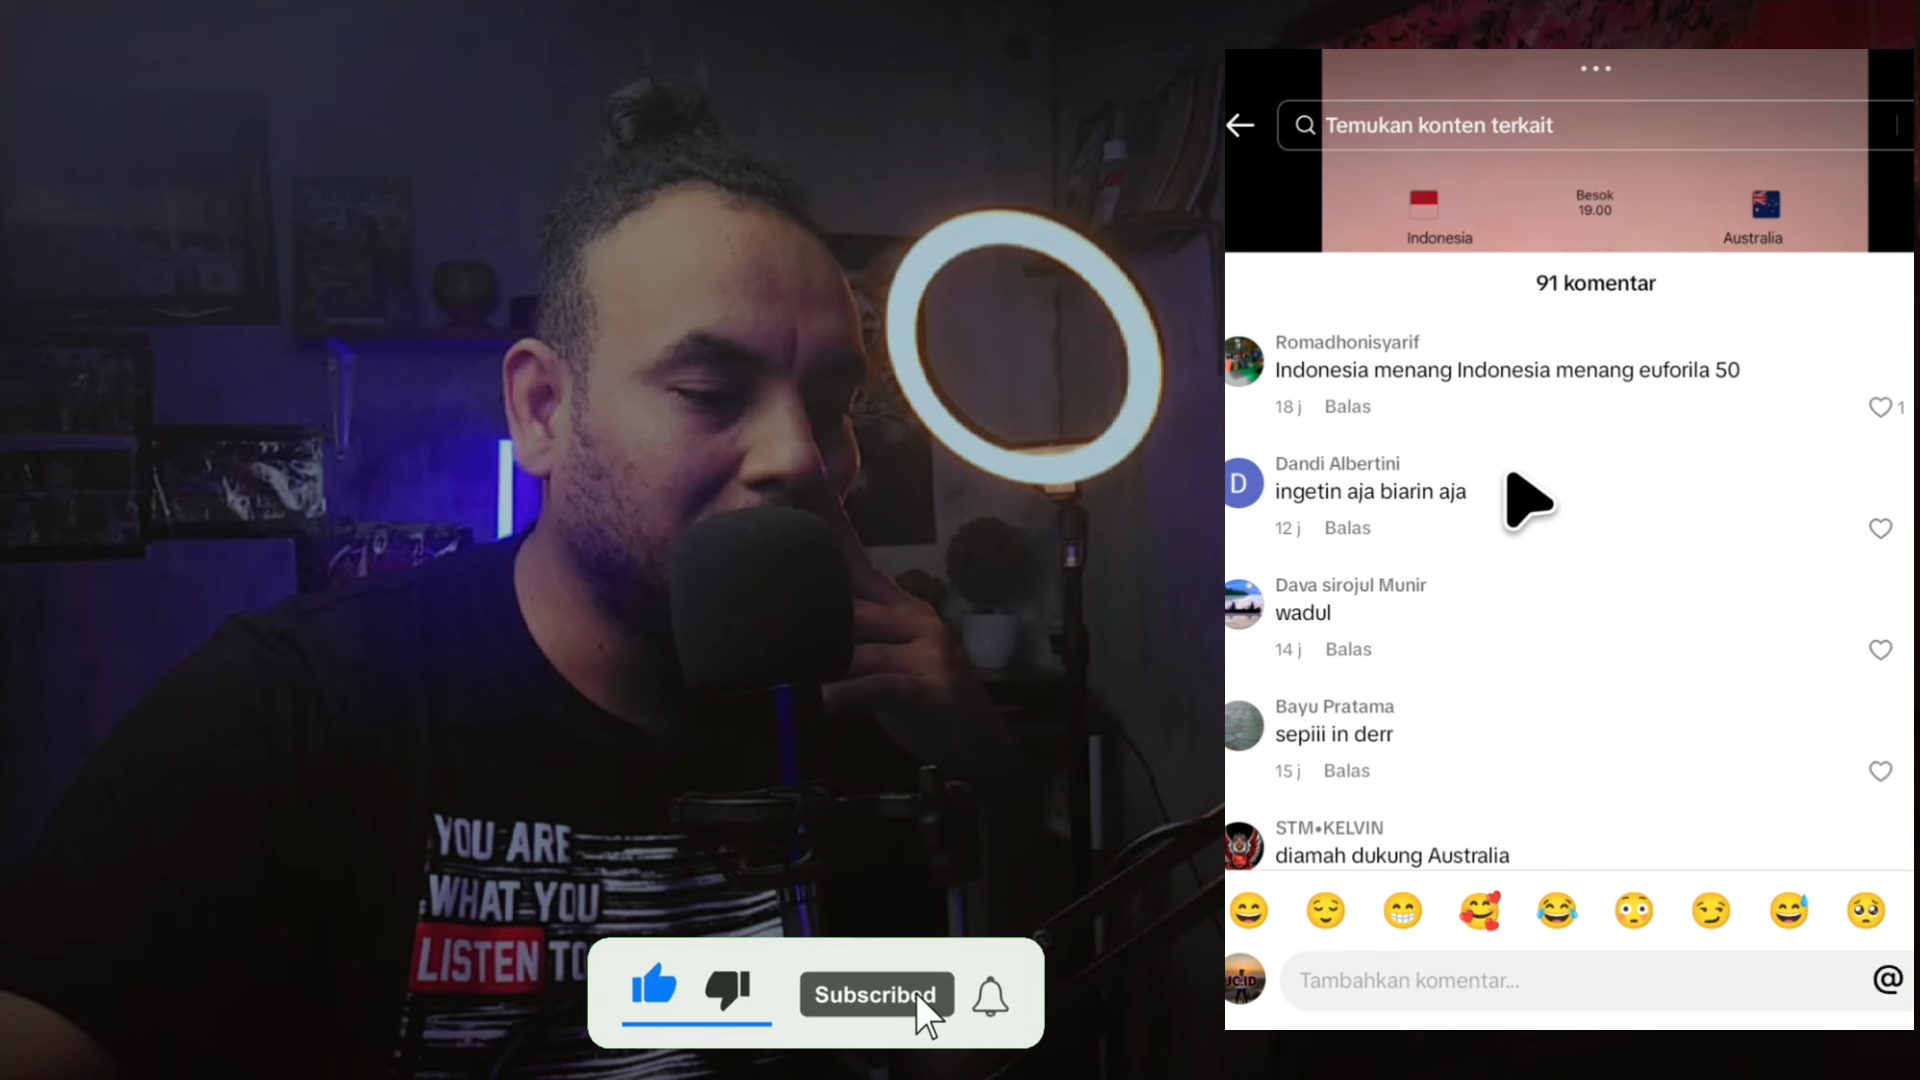 Temukan konten terkait
Besok
19.00
Indonesia
Australia
91 komentar
Romadhonisyarif
Indonesia menang Indonesia menang euforila 50
18 j Balas
1
Dandi Albertini
D
ingetin aja biarin aja
12 j Balas
Dava sirojul Munir
wadul
14 j Balas
Bayu Pratama
sepiii in derr
15 j Balas
STM•KELVIN
diamah dukung Australia
JC.ID
Tambahkan komentar...
@
YOU ARE
WHAT YOU
LISTEN TO
Subscribed